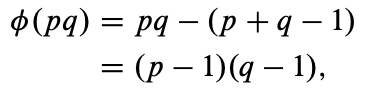 ϕ(pq) = pq − (p + q − 1)
= (p − 1)(q − 1),